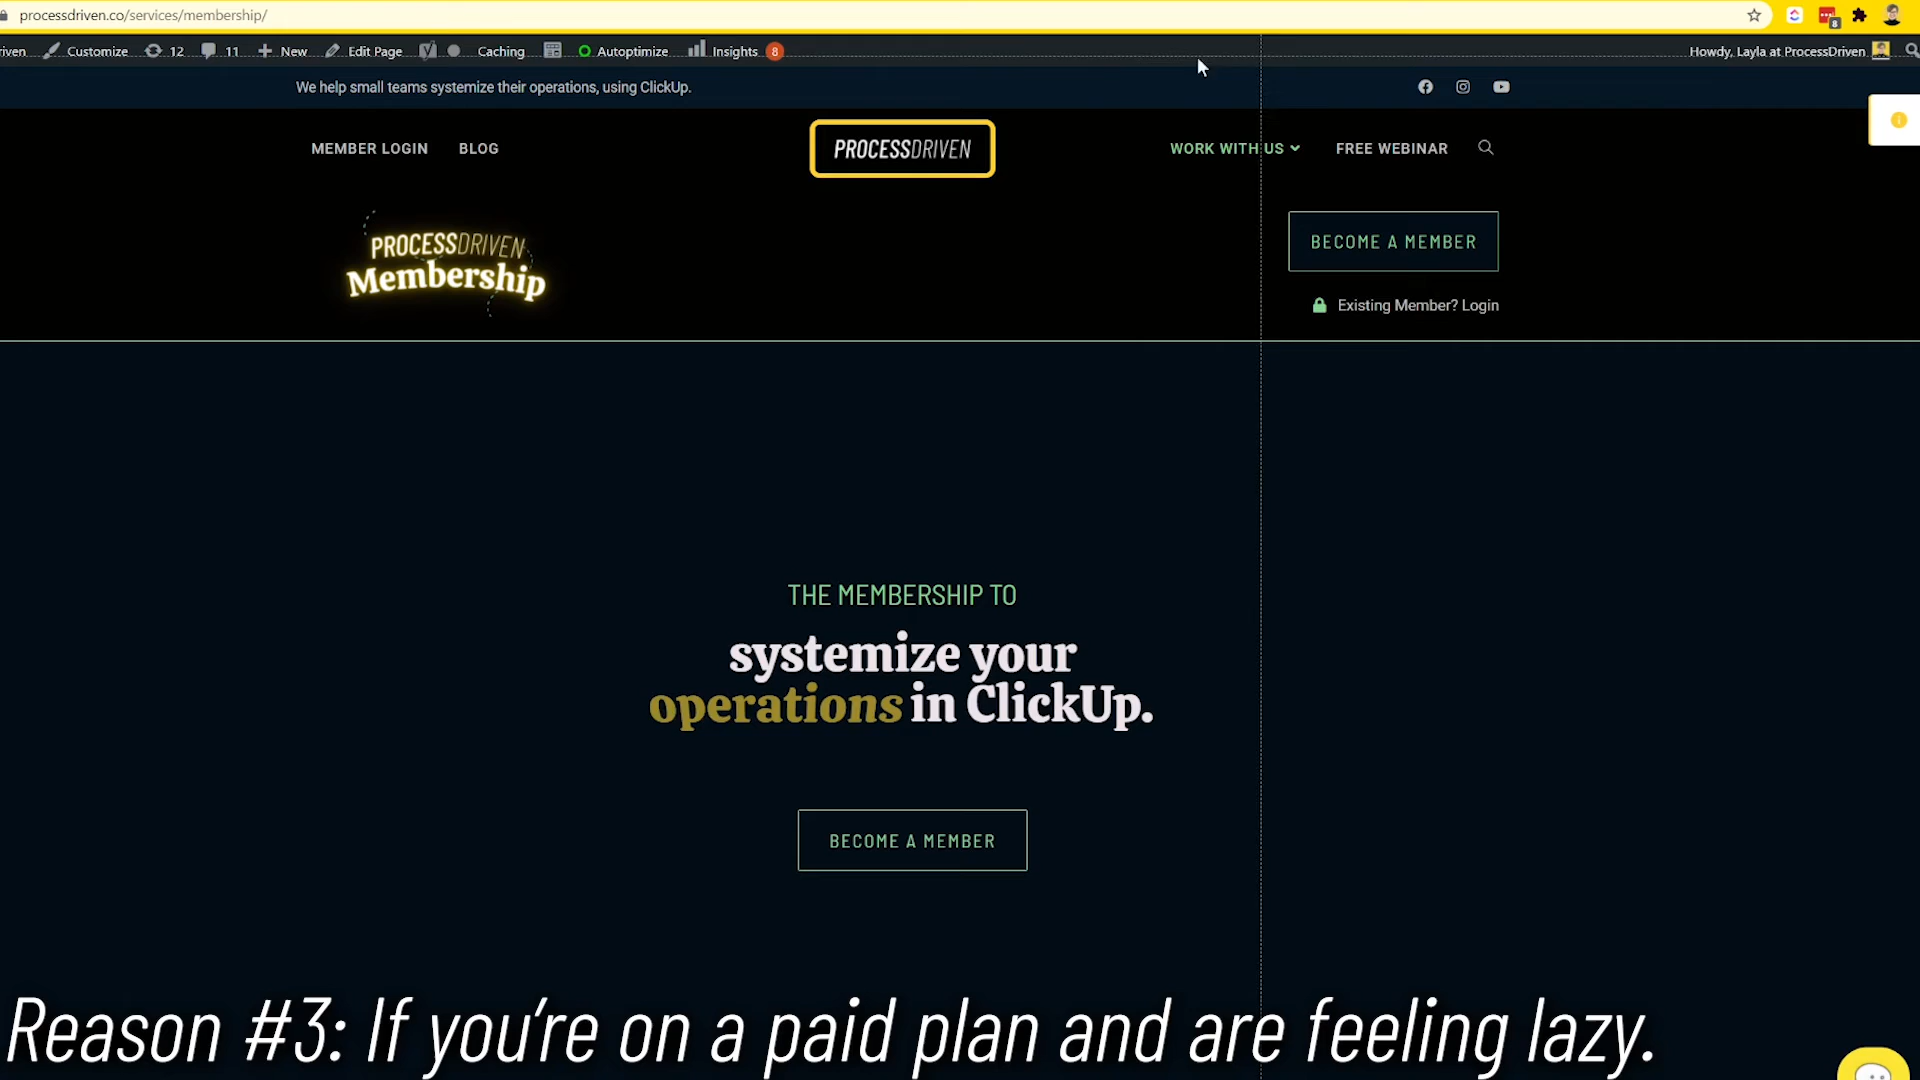 processdriven.co/services/membership/
8
riven Customize 12 11 New Edit Page Caching Autoptimize Insights 8 Howdy, Layla at ProcessDriven
We help small teams systemize their operations, using ClickUp.
MEMBER LOGIN BLOG PROCESSDRIVEN WORK WITH US FREE WEBINAR
PROCESSDRIVEN
Membership
BECOME A MEMBER
Existing Member? Login
THE MEMBERSHIP TO
systemize your
operations in ClickUp.
BECOME A MEMBER
Reason #3: If you're on a paid plan and are feeling lazy.